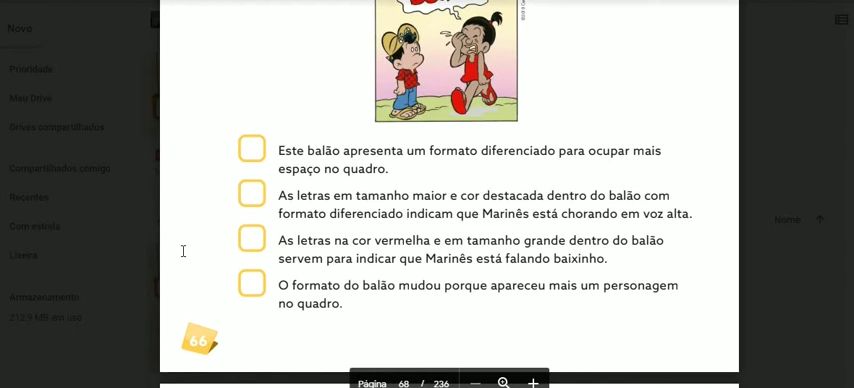 Novo
Prioridade
Meu Drive
Drives compartilhados
Compartilhados comigo
Recentes
Com estrela
Lixeira
Armazenamento
212,9 MB em uso
Nome
Este balão apresenta um formato diferenciado para ocupar mais
espaço no quadro.
As letras em tamanho maior e cor destacada dentro do balão com
formato diferenciado indicam que Marinês está chorando em voz alta.
As letras na cor vermelha e em tamanho grande dentro do balão
servem para indicar que Marinês está falando baixinho.
O formato do balão mudou porque apareceu mais um personagem
no quadro.
66
Página 68 / 236